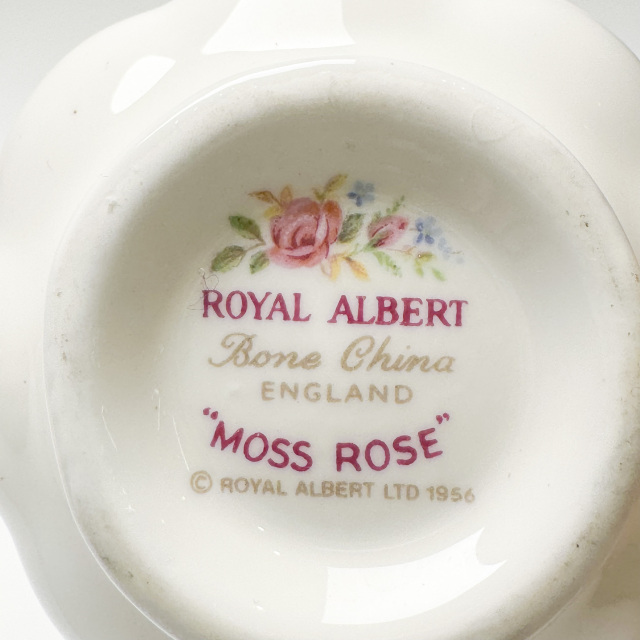 ROYAL ALBERT
Bone China
ENGLAND
"MOSS ROSE"
© ROYAL ALBERT LTD 1956